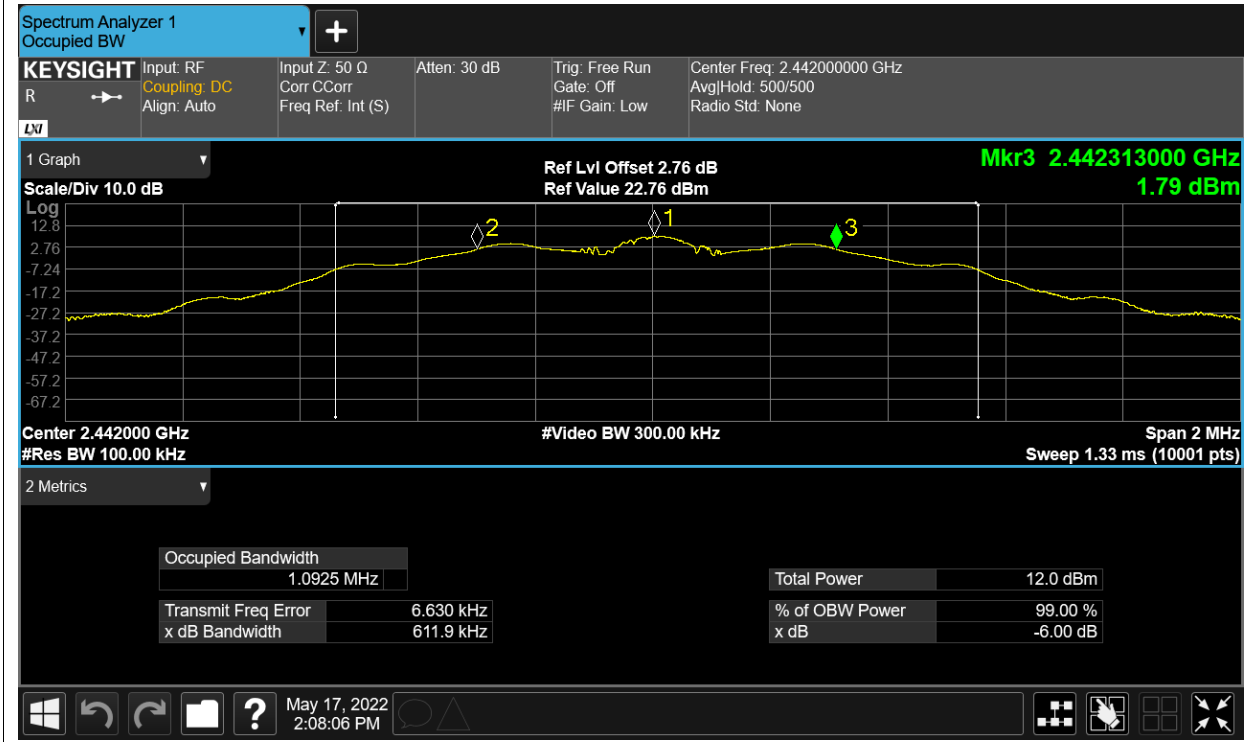 Spectrum Analyzer 1
Occupied BW
KEYSIGHT
R
LXI
Input: RF
Coupling: DC
Align: Auto
Input Z: 50 Ω
Corr CCorr
Freq Ref: Int (S)
Atten: 30 dB
Trig: Free Run
Gate: Off
#IF Gain: Low
Center Freq: 2.442000000 GHz
Avg|Hold: 500/500
Radio Std: None
1 Graph
Scale/Div 10.0 dB
Ref Lvl Offset 2.76 dB
Ref Value 22.76 dBm
Mkr3 2.442313000 GHz
1.79 dBm
Log
12.8
2.76
-7.24
-17.2
-27.2
-37.2
-47.2
-57.2
-67.2
2
1
3
Center 2.442000 GHz
#Video BW 300.00 kHz
Span 2 MHz
#Res BW 100.00 kHz
Sweep 1.33 ms (10001 pts)
2 Metrics
Occupied Bandwidth
1.0925 MHz
Total Power 12.0 dBm
Transmit Freq Error 6.630 kHz
% of OBW Power 99.00 %
x dB Bandwidth 611.9 kHz
x dB -6.00 dB
?
May 17, 2022
2:08:06 PM